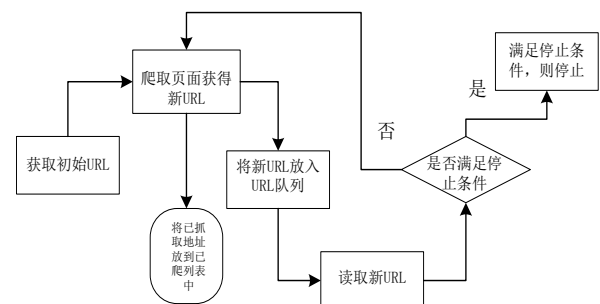 获取初始URL
爬取页面获得
新URL
将已抓
取地址
放到已
爬列表
中
将新URL放入
URL队列
读取新URL
是否满足停
止条件
否
是
满足停止条
件，则停止